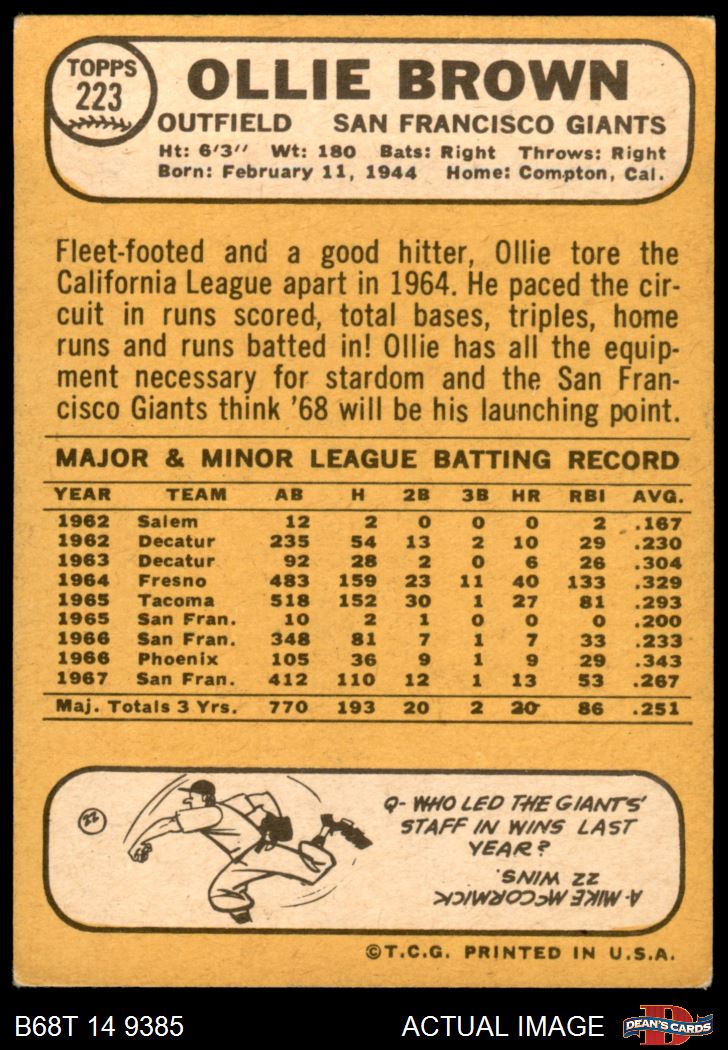 TOPPS
223
OLLIE BROWN
OUTFIELD SAN FRANCISCO GIANTS
Ht: 6'3" Wt: 180 Bats: Right Throws: Right
Born: February 11, 1944 Home: Compton, Cal.
Fleet-footed and a good hitter, Ollie tore the
California League apart in 1964. He paced the cir-
cuit in runs scored, total bases, triples, home
runs and runs batted in! Ollie has all the equip-
ment necessary for stardom and the San Fran-
cisco Giants think '68 will be his launching point.
MAJOR & MINOR LEAGUE BATTING RECORD
YEAR TEAM AB H 2B 3B HR RBI AVG.
1962 Salem 12 2 0 0 0 2 .167
1962 Decatur 235 54 13 2 10 29 .230
1963 Decatur 92 28 2 0 6 26 .304
1964 Fresno 483 159 23 11 40 133 .329
1965 Tacoma 518 152 30 1 27 81 .293
1965 San Fran. 10 2 1 0 0 0 .200
1966 San Fran. 348 81 7 1 7 33 .233
1966 Phoenix 105 36 9 1 9 29 .343
1967 San Fran. 412 110 12 1 13 53 .267
Maj. Totals 3 Yrs. 770 193 20 2 20 86 .251
22
Q- WHO LED THE GIANTS'
STAFF IN WINS LAST
YEAR?
A- MIKE McCORMICK
22 WINS.
©T.C.G. PRINTED IN U.S.A.
B68T 14 9385 ACTUAL IMAGE
D
DEAN'S CARDS